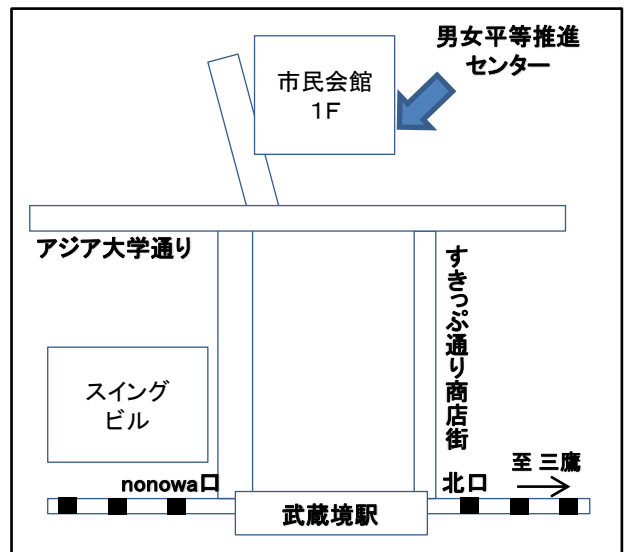 男女平等推進
センター
市民会館
1F
アジア大学通り
すきっぷ通り商店街
スイング
ビル
nonowa口
北口
至 三鷹
武蔵境駅